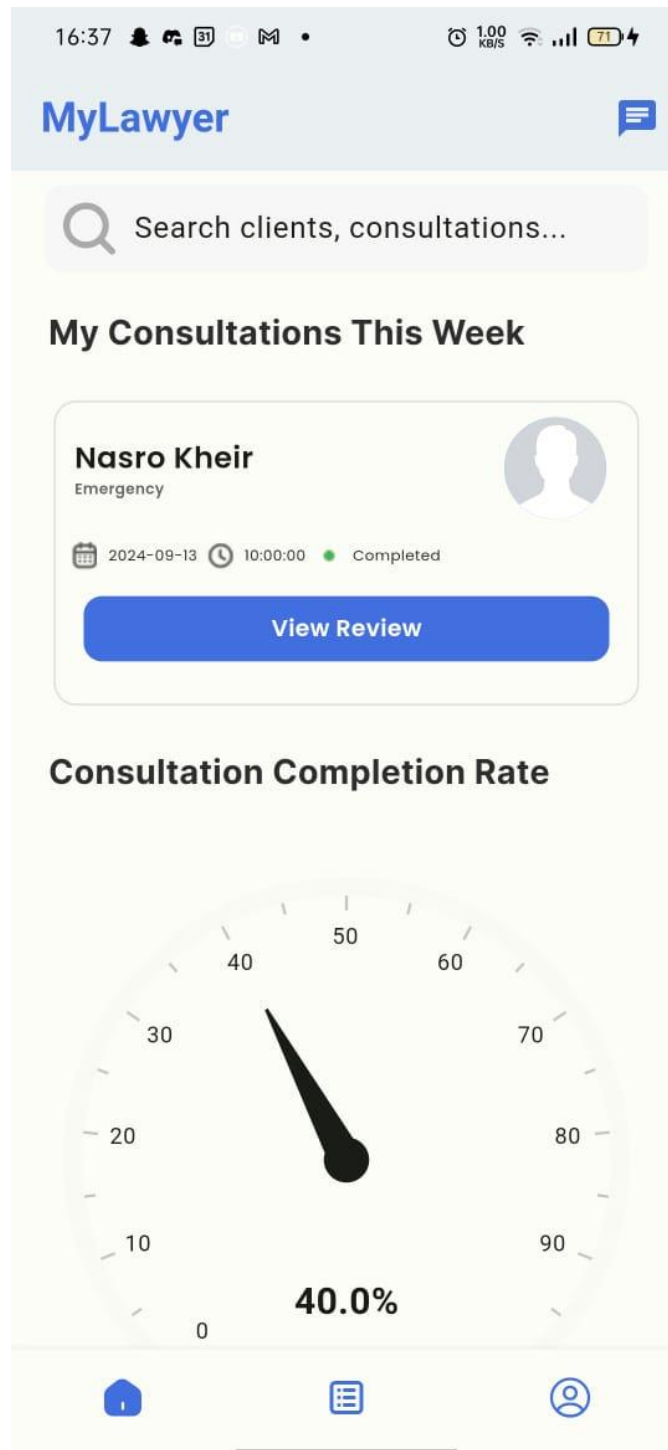 16:37 31 1.00 KB/S 71
MyLawyer
Search clients, consultations...
My Consultations This Week
Nasro Kheir
Emergency
2024-09-13 10:00:00 Completed
View Review
Consultation Completion Rate
50
40 60
30 70
20 80
10 90
40.0%
0